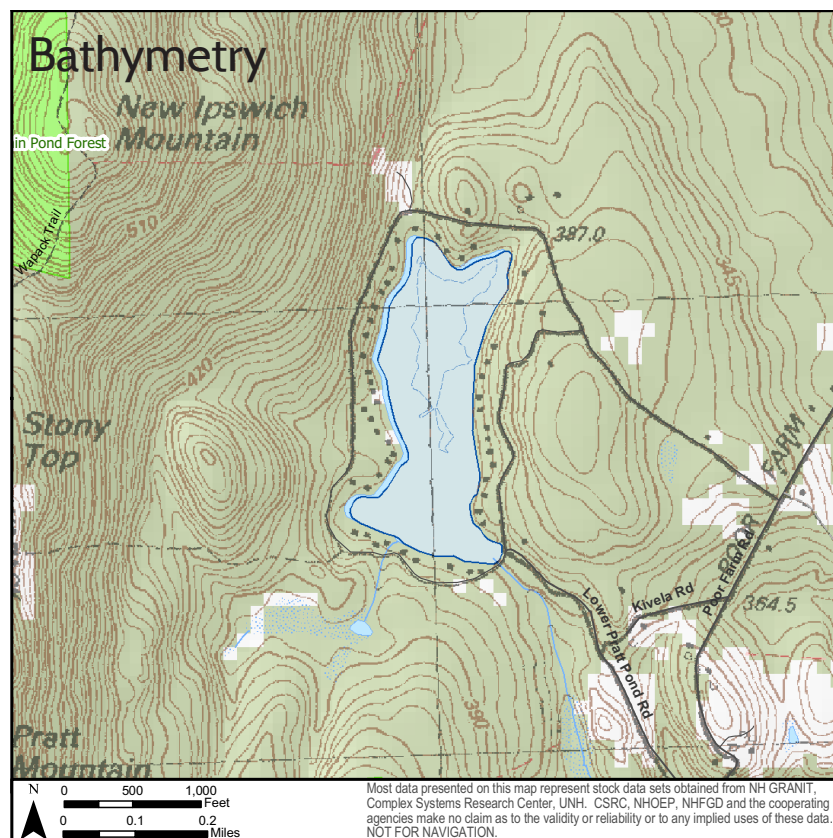 Bathymetry
New Ipswich
Mountain
in Pond Forest
Wapack Trail
510
387.0
345
420
Stony
Top
FARM
POOR
Poor Farm Rd
Kivela Rd
364.5
Lower Pratt Pond Rd
390
Pratt
Mountain
N
0 500 1,000
Feet
0 0.1 0.2
Miles
Most data presented on this map represent stock data sets obtained from NH GRANIT,
Complex Systems Research Center, UNH. CSRC, NHOEP, NHFGD and the cooperating
agencies make no claim as to the validity or reliability or to any implied uses of these data.
NOT FOR NAVIGATION.